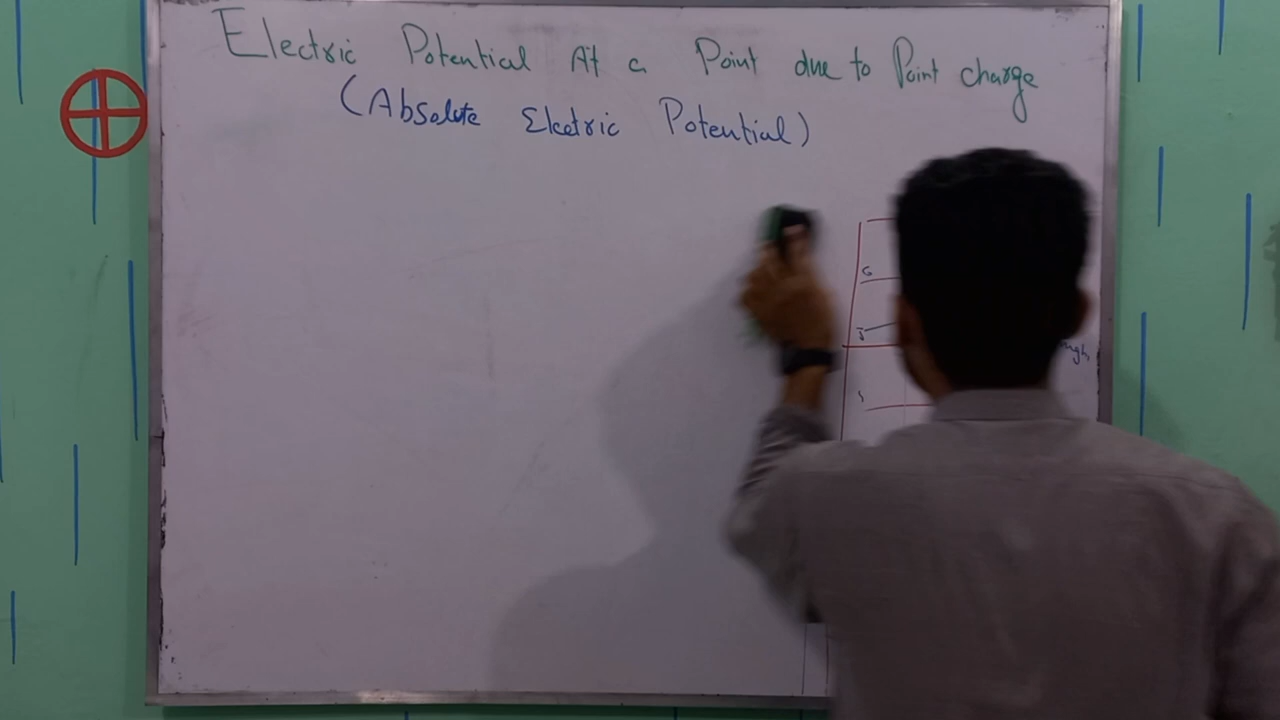 Electric Potential At a Point due to Point charge
(Absolute Electric Potential)